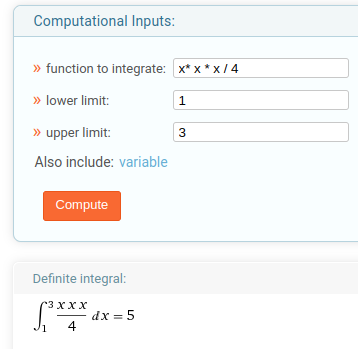 Computational Inputs:
» function to integrate: x* x * x / 4
» lower limit: 1
» upper limit: 3
Also include: variable
Compute
Definite integral:
∫₁³ x x x / 4 dx = 5